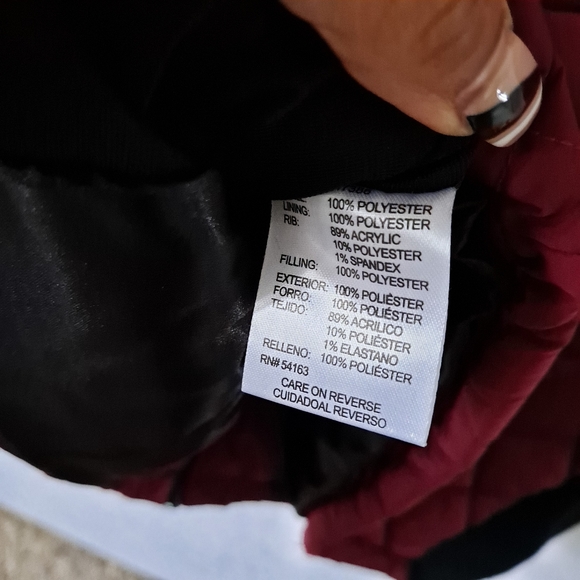 100% POLYESTER
LINING: 100% POLYESTER
RIB: 89% ACRYLIC
10% POLYESTER
1% SPANDEX
FILLING: 100% POLYESTER
EXTERIOR: 100% POLIÉSTER
FORRO: 100% POLIÉSTER
TEJIDO: 89% ACRILICO
10% POLIÉSTER
1% ELASTANO
RELLENO: 100% POLIÉSTER
RN# 54163
CARE ON REVERSE
CUIDADOAL REVERSO